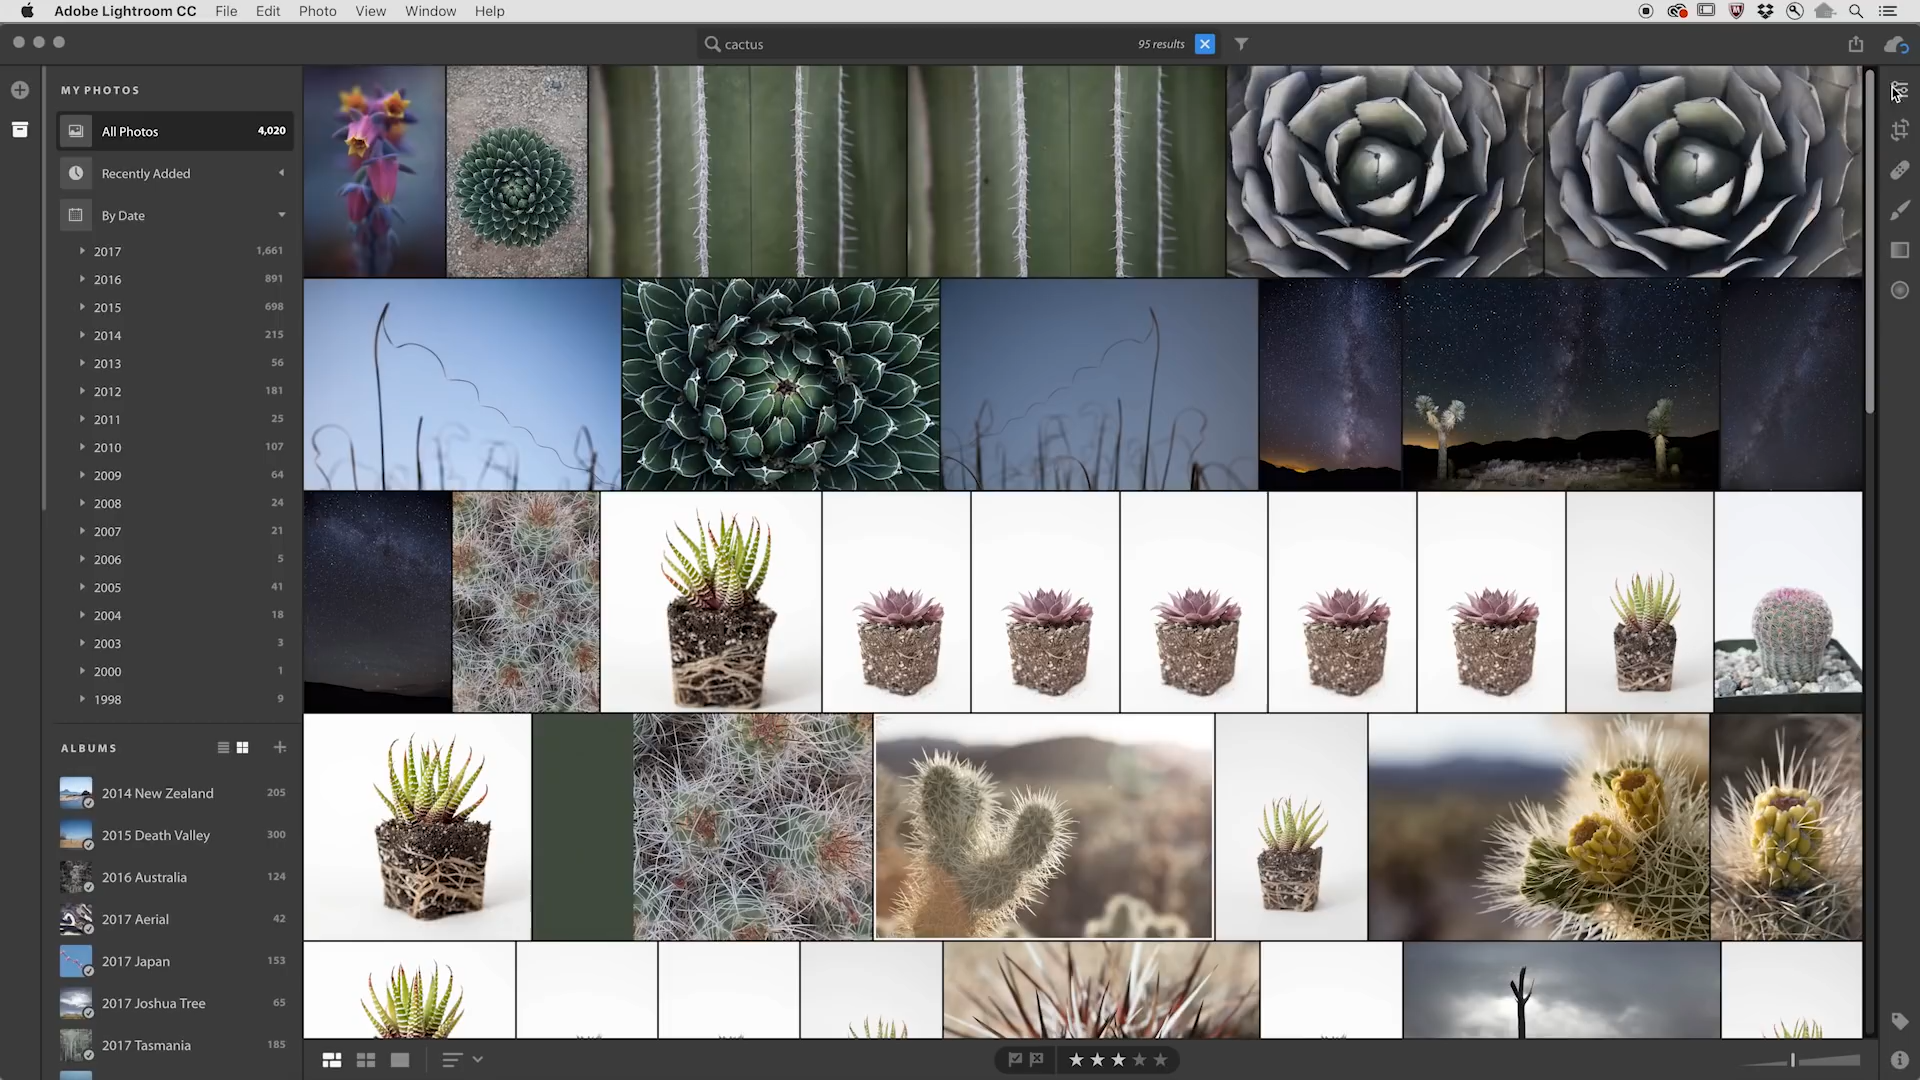 Adobe Lightroom CC File Edit Photo View Window Help
cactus 95 results
MY PHOTOS
All Photos 4,020
Recently Added
By Date
2017 1,661
2016 891
2015 698
2014 215
2013 56
2012 181
2011 25
2010 107
2009 64
2008 24
2007 21
2006 5
2005 41
2004 18
2003 3
2000 1
1998 9
ALBUMS
2014 New Zealand 205
2015 Death Valley 300
2016 Australia 124
2017 Aerial 42
2017 Japan 153
2017 Joshua Tree 65
2017 Tasmania 185